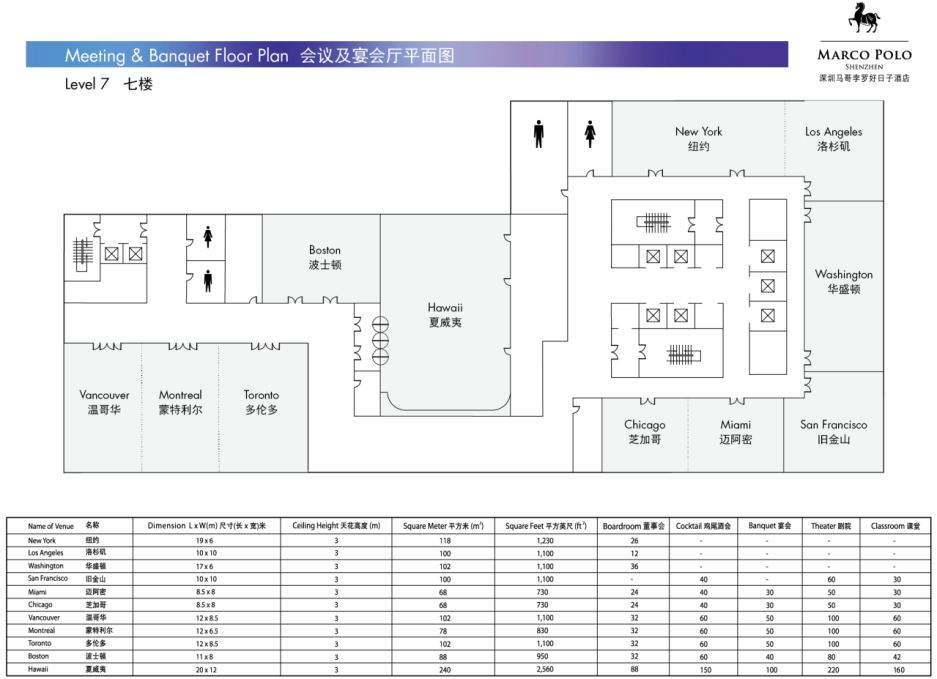 MARCO POLO
SHENZHEN
深圳马哥孛罗好日子酒店
Meeting & Banquet Floor Plan 会议及宴会厅平面图
Level 7 七楼
New York
纽约
Los Angeles
洛杉矶
Boston
波士顿
Hawaii
夏威夷
Washington
华盛顿
Vancouver
温哥华
Montreal
蒙特利尔
Toronto
多伦多
Chicago
芝加哥
Miami
迈阿密
San Francisco
旧金山
Name of Venue 名称 Dimension L x W(m) 尺寸(长 x 宽)米 Ceiling Height 天花高度 (m) Square Meter 平方米 (m²) Square Feet 平方英尺 (ft²) Boardroom 董事会 Cocktail 鸡尾酒会 Banquet 宴会 Theater 剧院 Classroom 课堂
New York 纽约 19 x 6 3 118 1,230 26 - - - -
Los Angeles 洛杉矶 10 x 10 3 100 1,100 12 - - - -
Washington 华盛顿 17 x 6 3 102 1,100 36 - - - -
San Francisco 旧金山 10 x 10 3 100 1,100 - 40 - 60 30
Miami 迈阿密 8.5 x 8 3 68 730 24 40 30 50 30
Chicago 芝加哥 8.5 x 8 3 68 730 24 40 30 50 30
Vancouver 温哥华 12 x 8.5 3 102 1,100 32 60 50 100 60
Montreal 蒙特利尔 12 x 6.5 3 78 830 32 60 50 100 60
Toronto 多伦多 12 x 8.5 3 102 1,100 32 60 50 100 60
Boston 波士顿 11 x 8 3 88 950 32 60 40 80 42
Hawaii 夏威夷 20 x 12 3 240 2,560 88 150 100 220 160